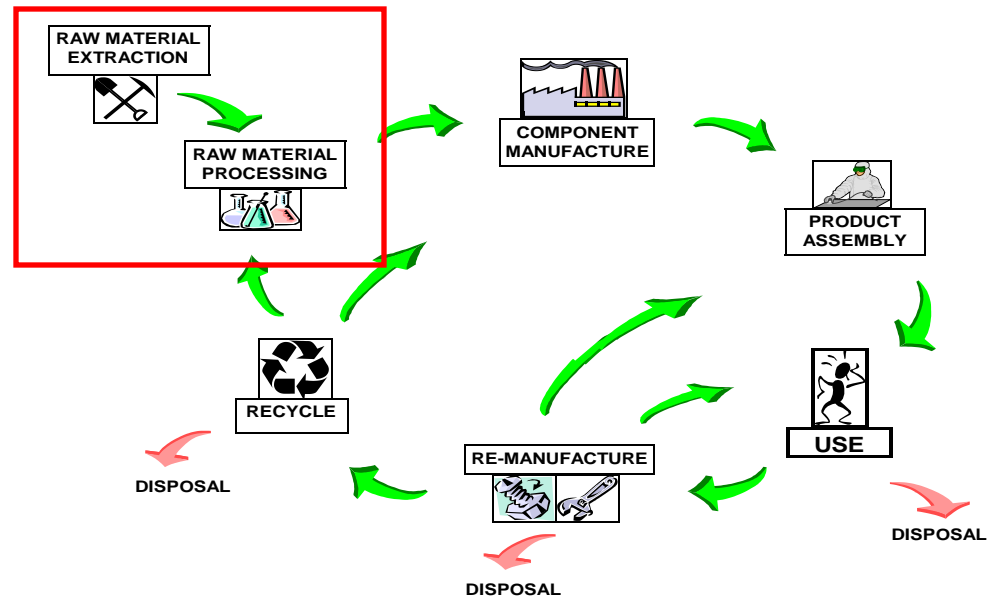 RAW MATERIAL
EXTRACTION
RAW MATERIAL
PROCESSING
COMPONENT
MANUFACTURE
PRODUCT
ASSEMBLY
USE
RE-MANUFACTURE
RECYCLE
DISPOSAL
DISPOSAL
DISPOSAL